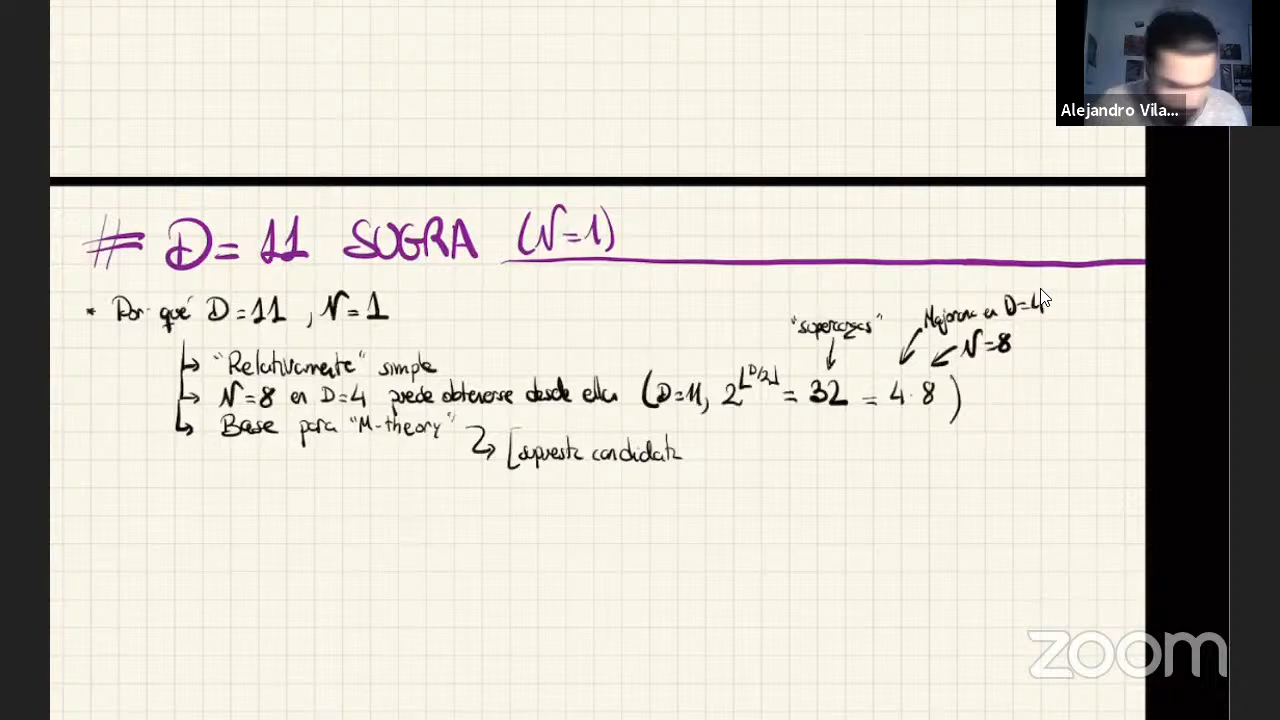 Alejandro Vila...
# D=11 SUGRA (N=1)
* Por qué D=11, N=1
"supercargas"
Majorana en D=4
N=8
↳ "Relativamente" simple
↳ N=8 en D=4 puede obtenerse desde ella (D=11, 2^⌊D/2⌋ = 32 = 4·8)
↳ Base para "M-theory"
↳ [supuesta candidata
zoom